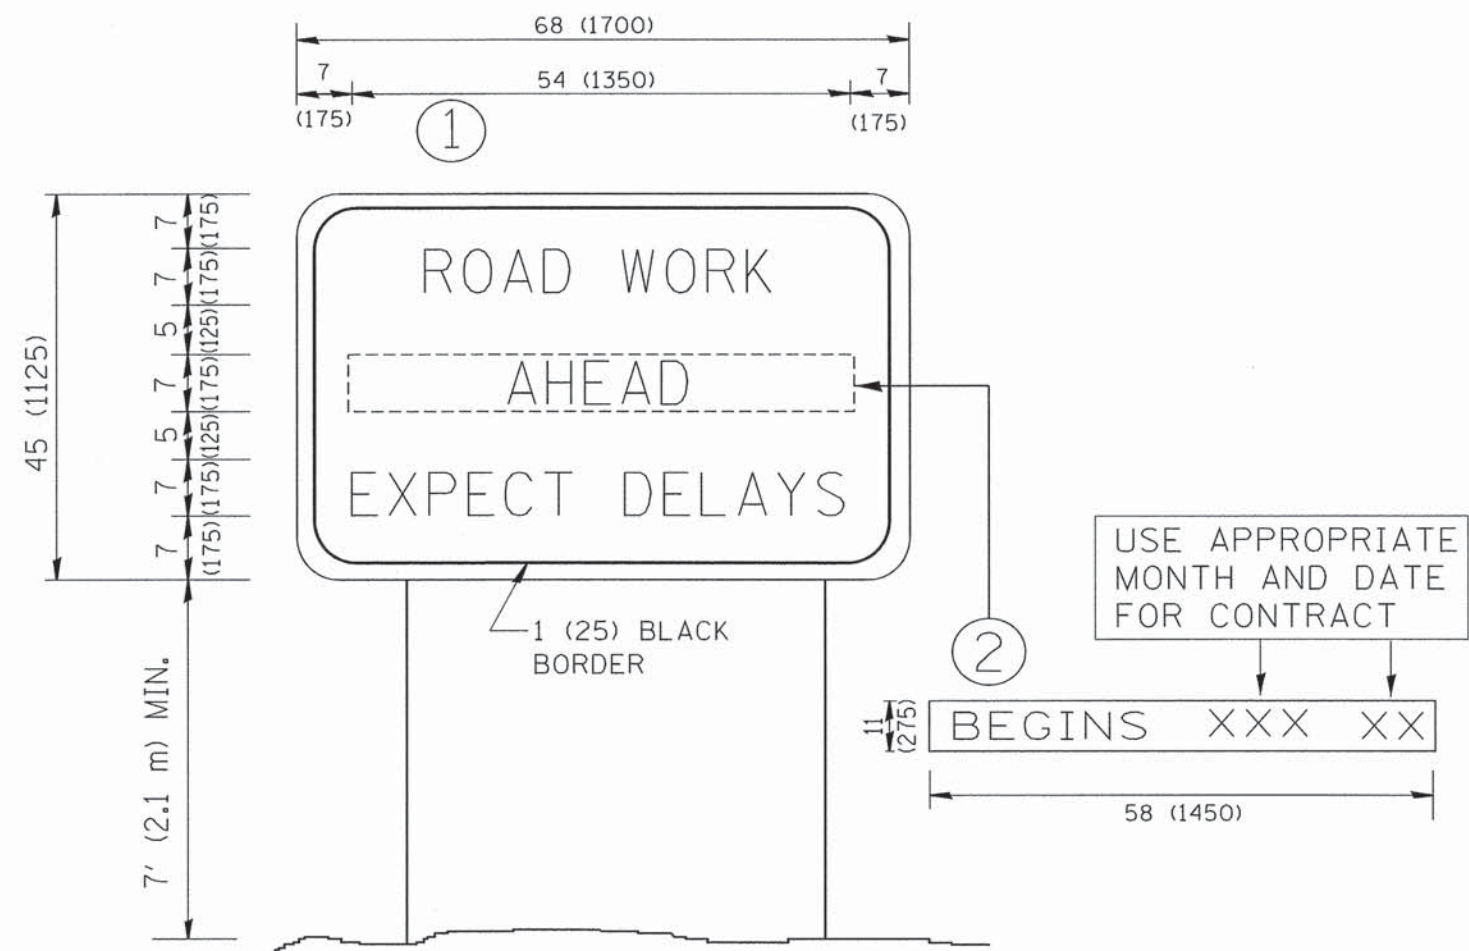 68 (1700)
7
54 (1350)
7
(175)
(175)
1
45 (1125)
7
(175)
7
(175)
5
(125)
7
(175)
5
(125)
7
(175)
7
(175)
ROAD WORK
AHEAD
EXPECT DELAYS
1 (25) BLACK
BORDER
7' (2.1 m) MIN.
2
USE APPROPRIATE
MONTH AND DATE
FOR CONTRACT
11
(275)
BEGINS XXX XX
58 (1450)